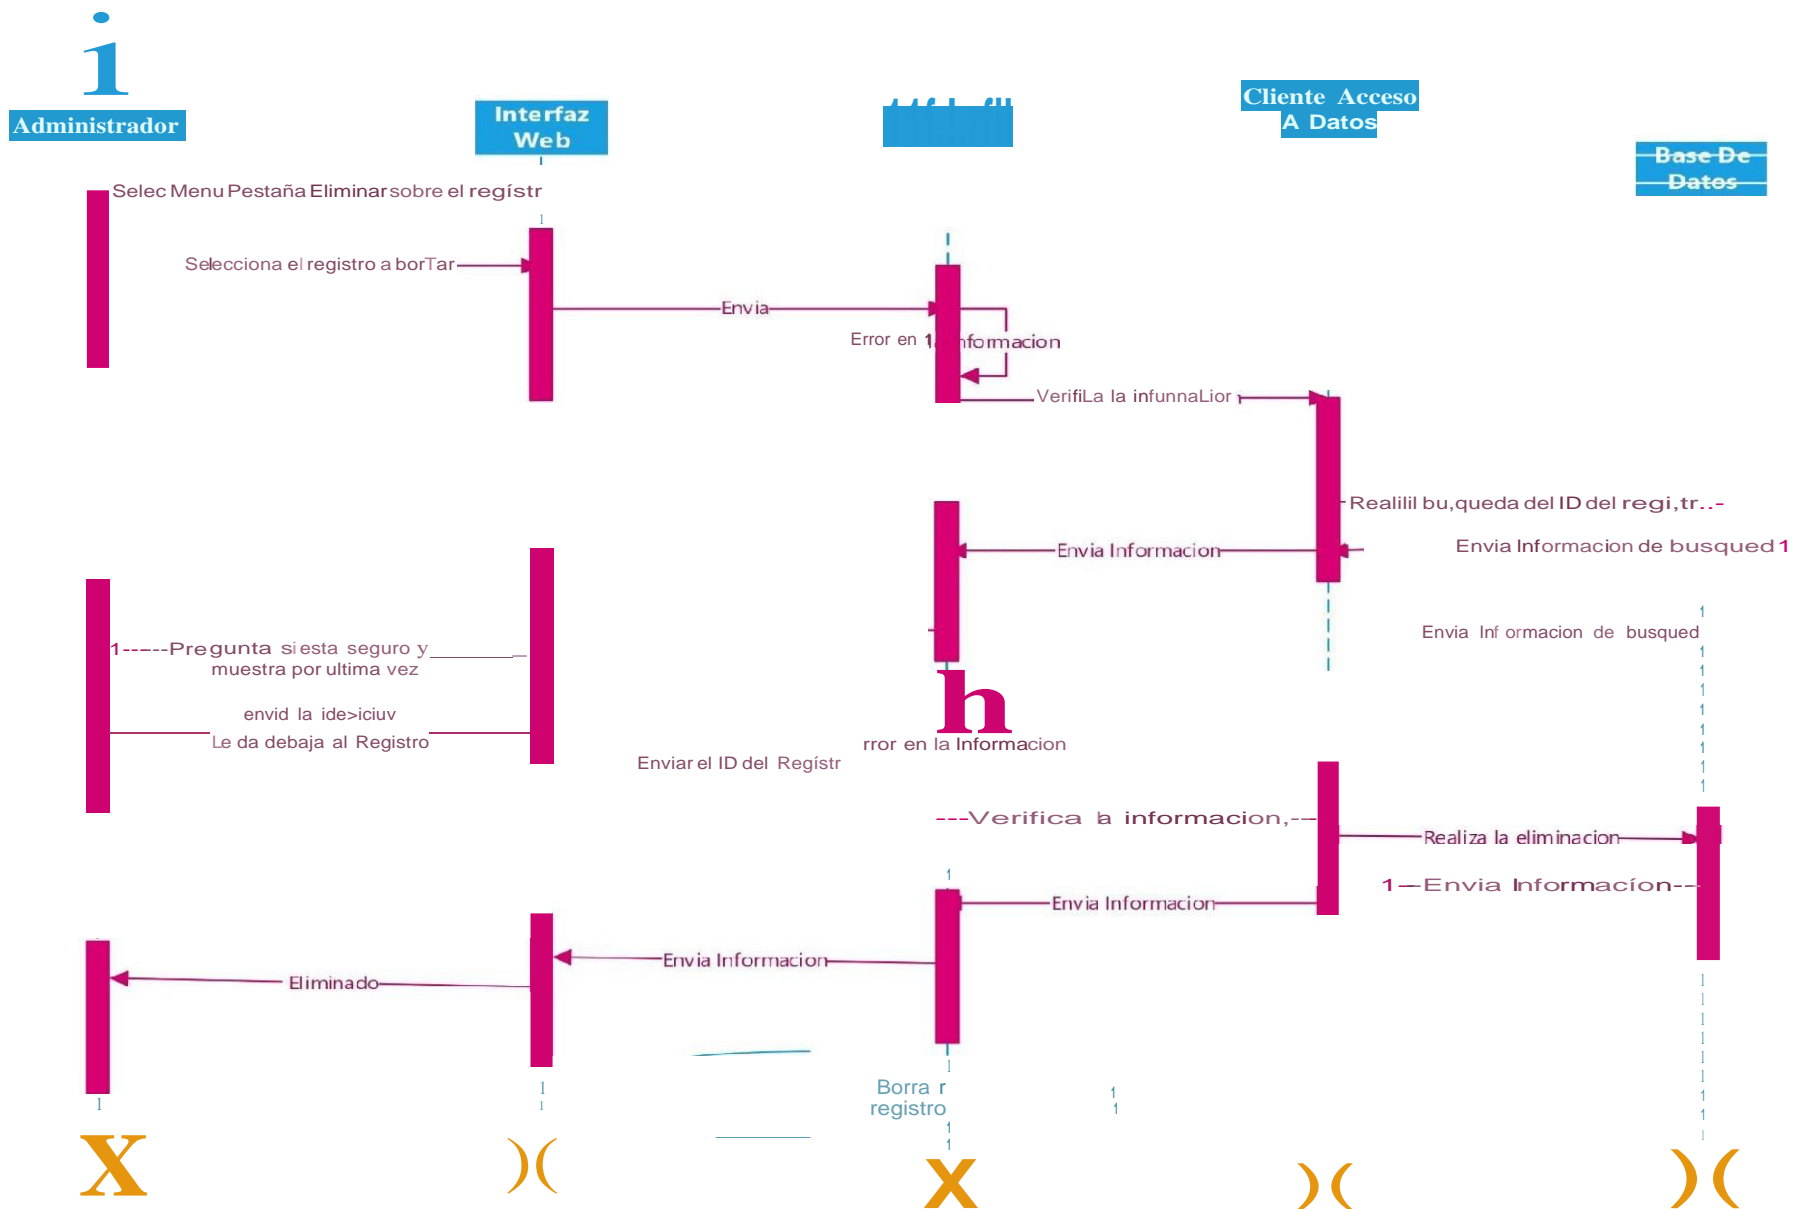 Administrador
Interfaz
Web
Cliente Acceso
A Datos
Base De
Datos
Selec Menu Pestaña Eliminar sobre el regístr
Selecciona el registro a borTar
Envia
Error en 1a nformacion
VerifiLa la infunnaLior
Realilil bu,queda del ID del regi,tr..-
Envia Informacion
Envia Informacion de busqued 1
Envia Inf ormacion de busqued
1-----Pregunta si esta seguro y
muestra por ultima vez
envid la ide>iciuv
Le da debaja al Registro
h
rror en la Informacion
Enviar el ID del Regístr
---Verifica la informacion,---
Realiza la eliminacion
1--Envia Informacíon--
Envia Informacion
Envia Informacion
Eliminado
Borra r
registro
X )( X )( )(